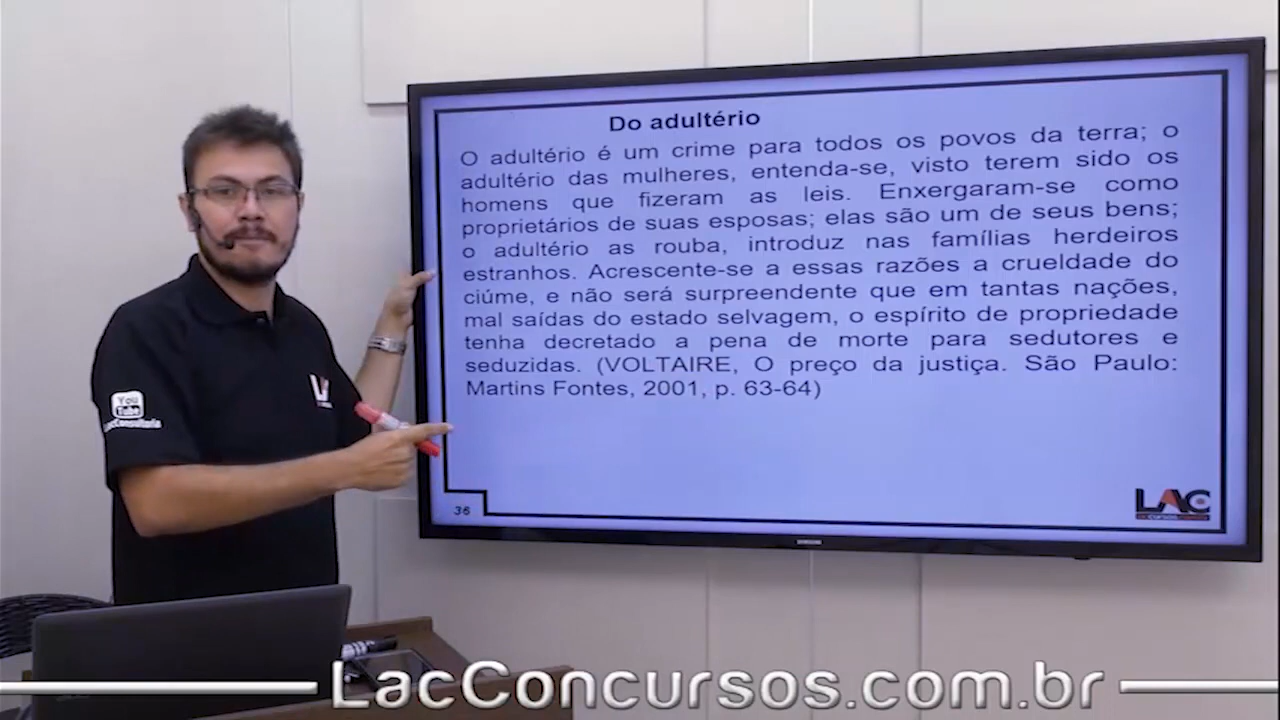 Do adultério
O adultério é um crime para todos os povos da terra; o
adultério das mulheres, entenda-se, visto terem sido os
homens que fizeram as leis. Enxergaram-se como
proprietários de suas esposas; elas são um de seus bens;
o adultério as rouba, introduz nas famílias herdeiros
estranhos. Acrescente-se a essas razões a crueldade do
ciúme, e não será surpreendente que em tantas nações,
mal saídas do estado selvagem, o espírito de propriedade
tenha decretado a pena de morte para sedutores e
seduzidas. (VOLTAIRE, O preço da justiça. São Paulo:
Martins Fontes, 2001, p. 63-64)
You
Tube
36
LAC
SAMSUNG
LacConcursos.com.br